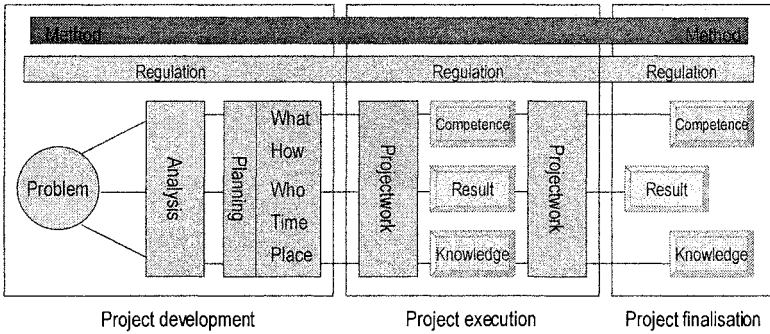 Method Method
Regulation Regulation Regulation
Problem
Analysis
Planning
What
How
Who
Time
Place
Projectwork
Competence
Result
Knowledge
Projectwork
Competence
Result
Knowledge
Project development Project execution Project finalisation